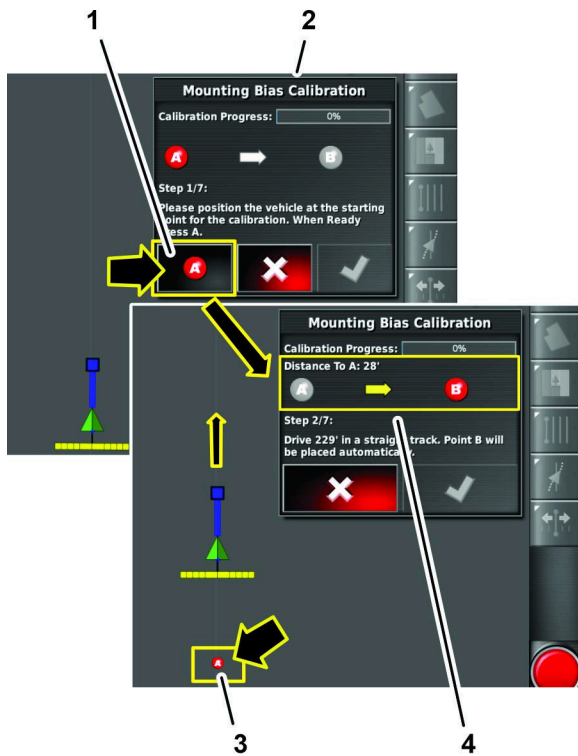 1
2
Mounting Bias Calibration
Calibration Progress: 0%
A
B
Step 1/7:
Please position the vehicle at the starting
point for the calibration. When Ready
press A.
A
Mounting Bias Calibration
Calibration Progress: 0%
Distance To A: 28'
A
B
Step 2/7:
Drive 229' in a straight track. Point B will
be placed automatically.
A
3
4